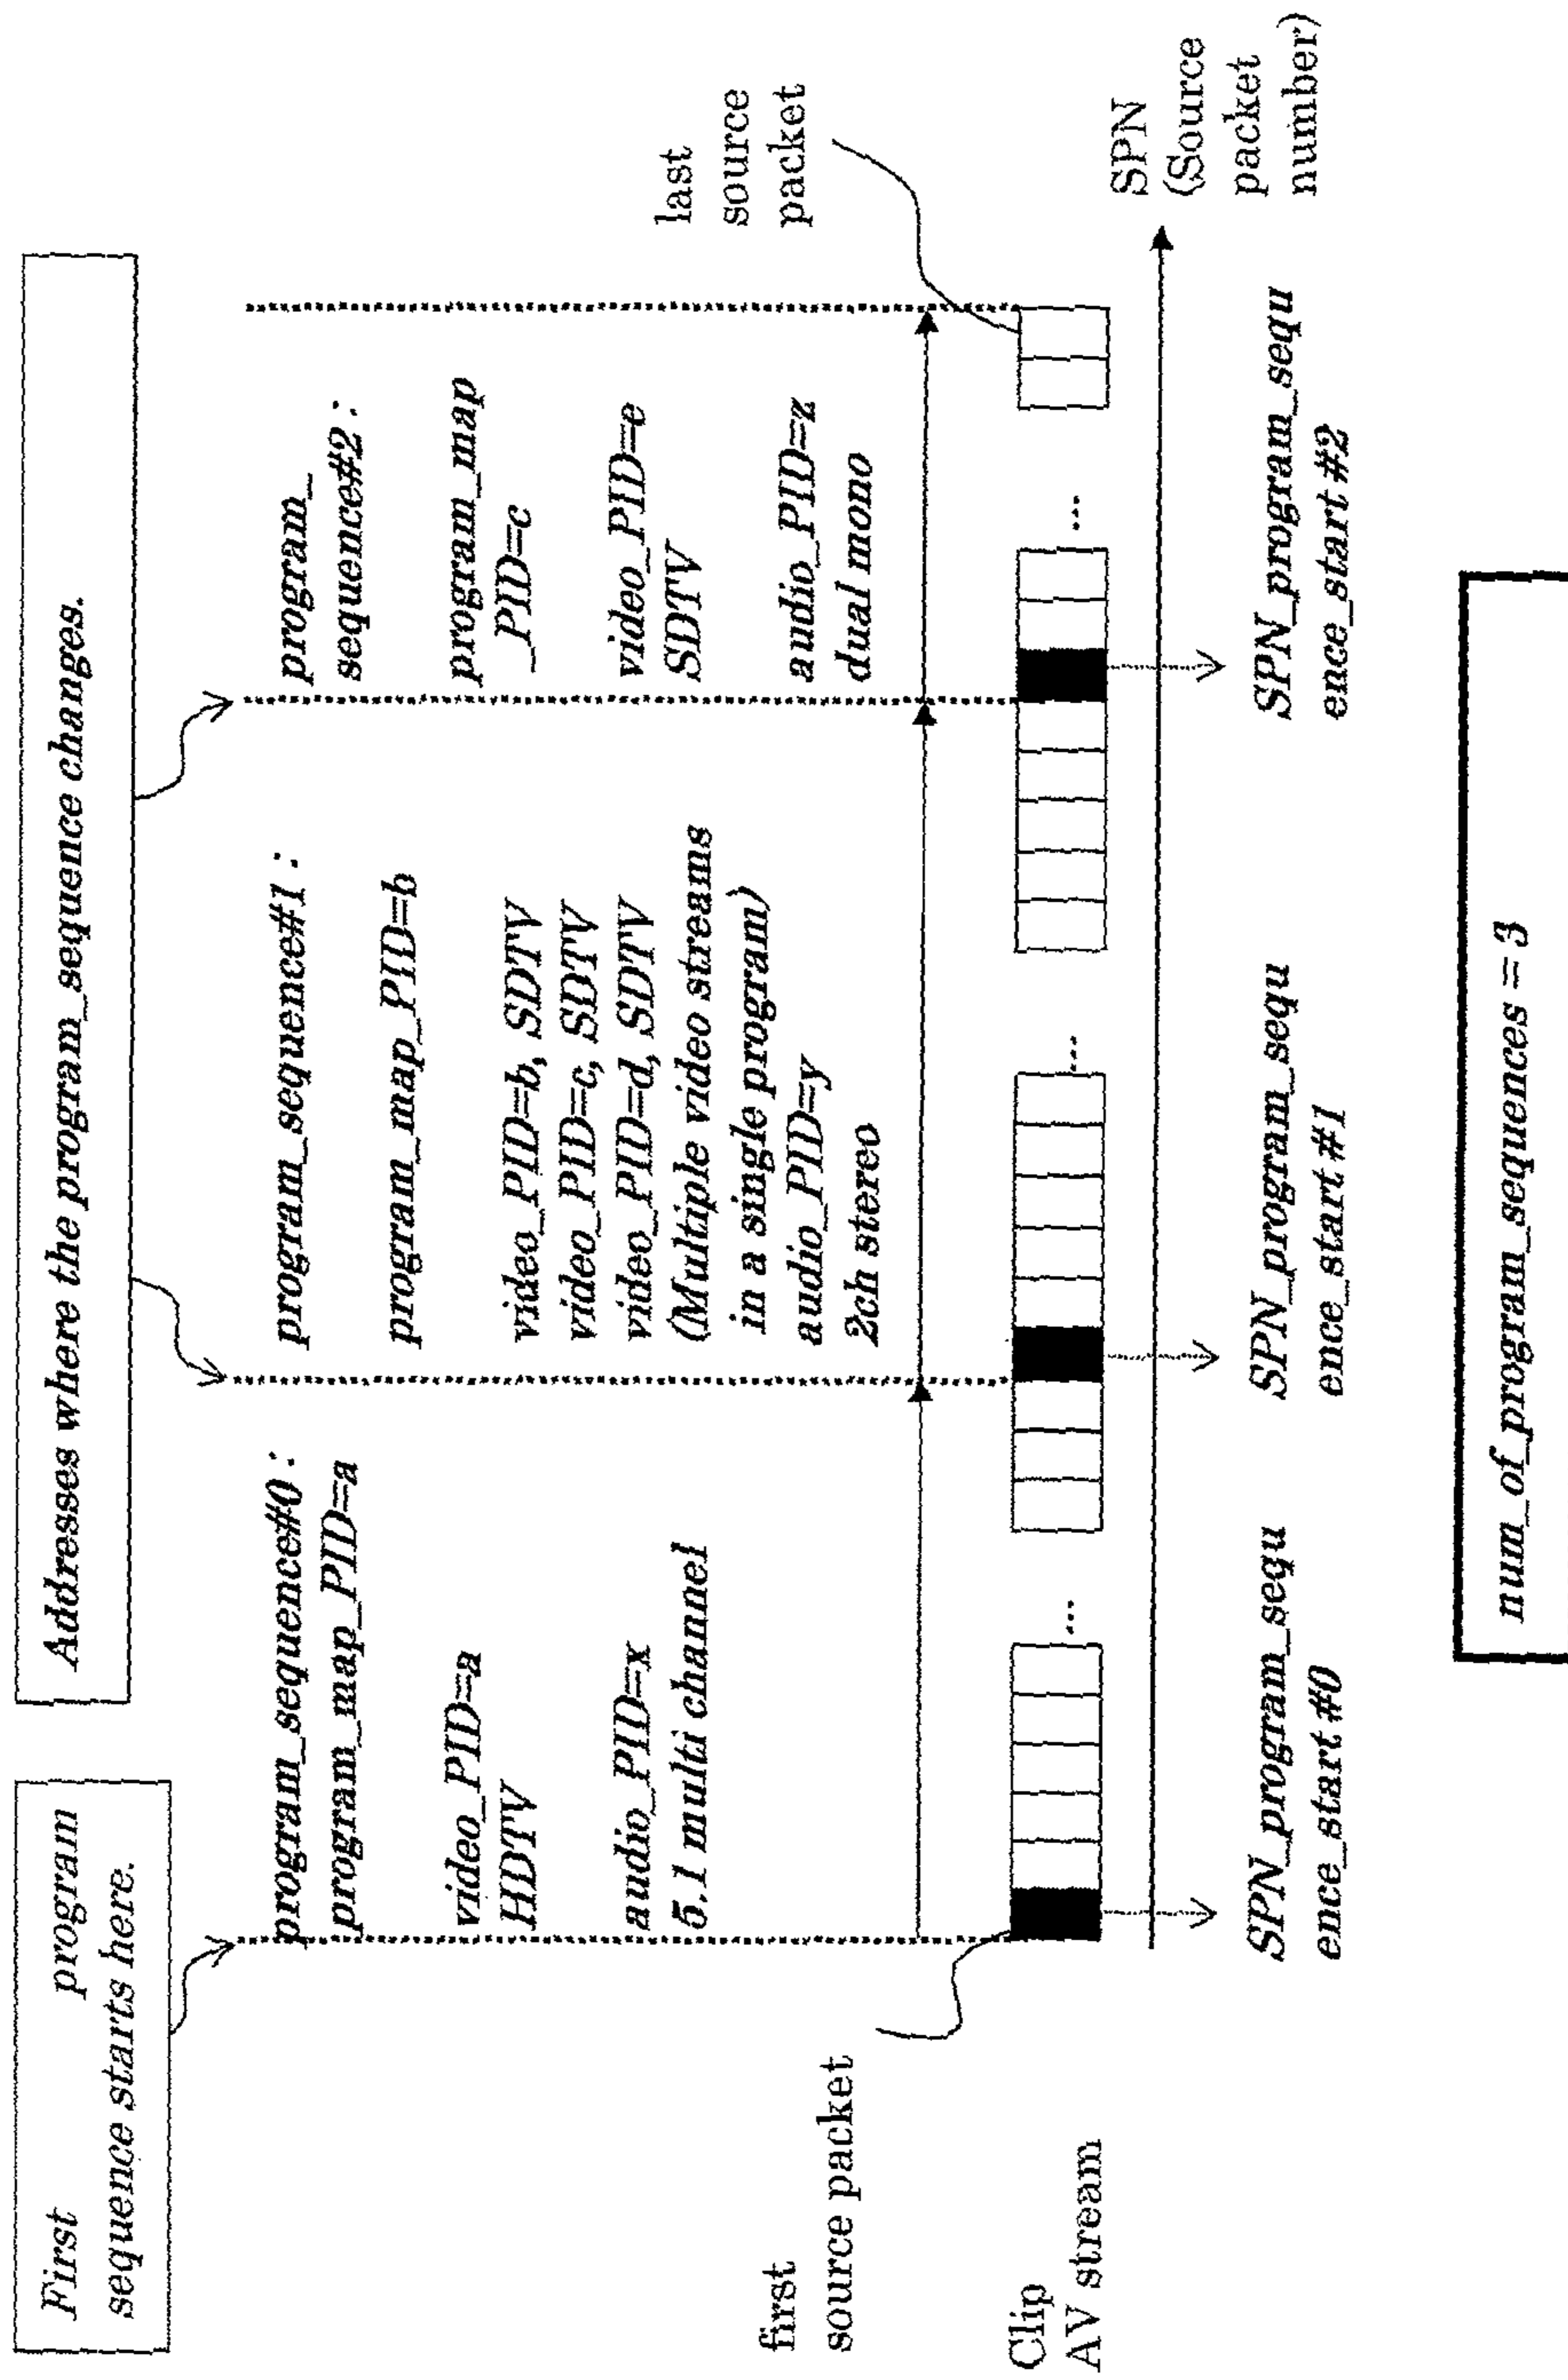 First program
sequence starts here.
Addresses where the program_sequence changes.
program_sequence#0 :
program_map_PID=a
video_PID=a
HDTV
audio_PID=x
5.1 multi channel
program_sequence#1 :
program_map_PID=b
video_PID=b, SDTV
video_PID=c, SDTV
video_PID=d, SDTV
(Multiple video streams
in a single program)
audio_PID=y
2ch stereo
program_
sequence#2 :
program_map
_PID=c
video_PID=e
SDTV
audio_PID=z
dual mono
first
source packet
last
source
packet
Clip
AV stream
...
...
...
SPN
(Source
packet
number)
SPN_program_sequ
ence_start #0
SPN_program_sequ
ence_start #1
SPN_program_sequ
ence_start #2
num_of_program_sequences = 3